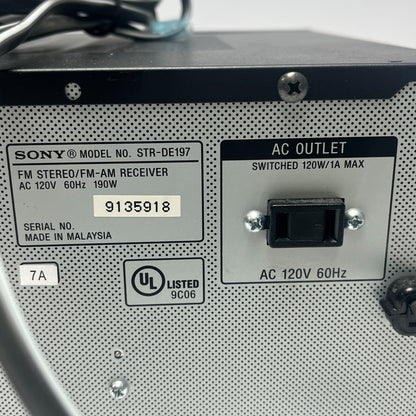 SONY® MODEL NO. STR-DE197
FM STEREO/FM-AM RECEIVER
AC 120V 60Hz 190W
9135918
SERIAL NO.
MADE IN MALAYSIA
AC OUTLET
SWITCHED 120W/1A MAX
AC 120V 60Hz
7A
UL
LISTED
9C06